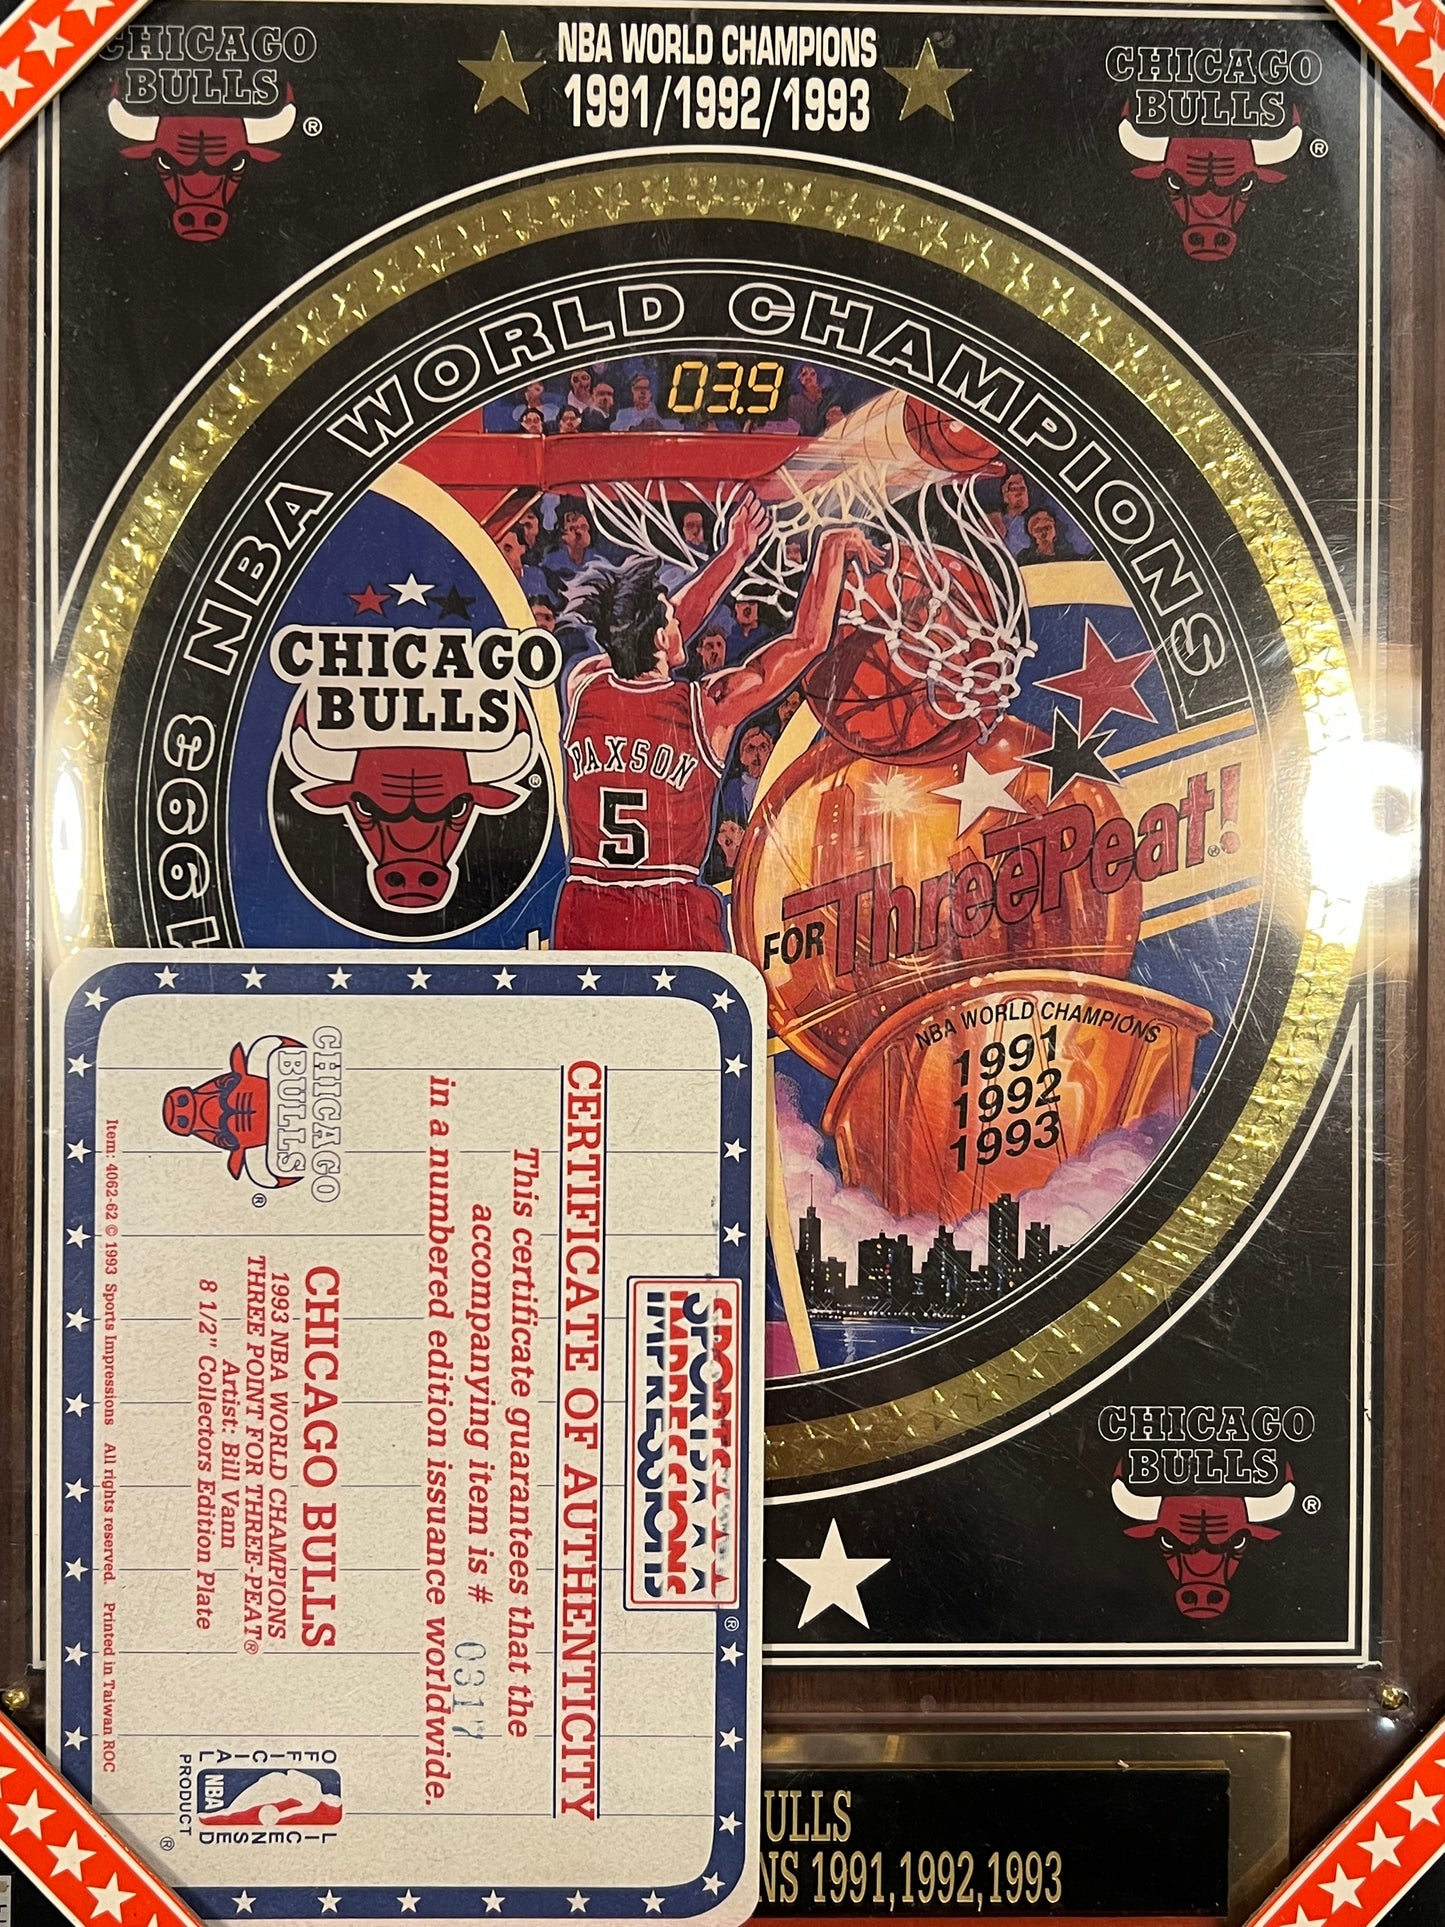 CHICAGO
BULLS
®
NBA WORLD CHAMPIONS
1991/1992/1993
CHICAGO
BULLS
®
1993 NBA WORLD CHAMPIONS
03.9
CHICAGO
BULLS
®
PAXSON
5
FOR ThreePeat!
NBA WORLD CHAMPIONS
1991
1992
1993
SPORTS
IMPRESSIONS
®
CERTIFICATE OF AUTHENTICITY
This certificate guarantees that the
accompanying item is # 0317
in a numbered edition issuance worldwide.
CHICAGO
BULLS
®
CHICAGO BULLS
1993 NBA WORLD CHAMPIONS
THREE POINT FOR THREE-PEAT®
Artist: Bill Vann
8 1/2" Collectors Edition Plate
OFFICIAL
LICENSED
NBA
PRODUCT
®
Item: 4062-62 © 1993 Sports Impressions All rights reserved. Printed in Taiwan ROC
CHICAGO
BULLS
®
ULLS
NS 1991,1992,1993